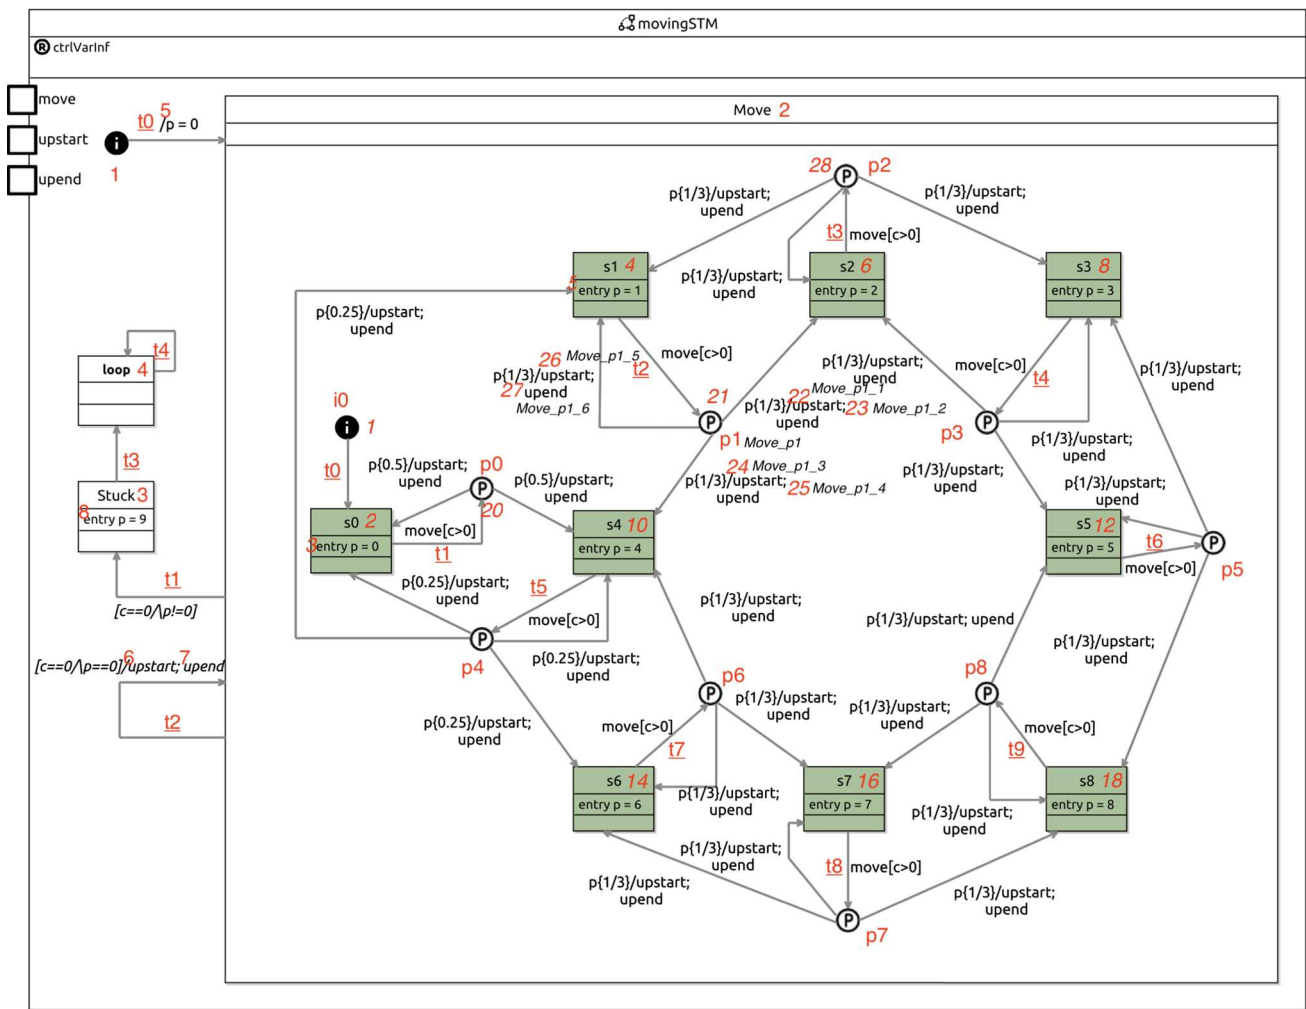 movingSTM
R ctrlVarInf
move
upstart
upend
i
1
t0 5
/p = 0
Move 2
28 P p2
p{1/3}/upstart;
upend
p{1/3}/upstart;
upend
t3 move[c>0]
p{1/3}/upstart;
upend
s1 4
5 entry p = 1
s2 6
entry p = 2
s3 8
entry p = 3
p{0.25}/upstart;
upend
26 Move_p1_5
p{1/3}/upstart;
27 upend
Move_p1_6
t2
move[c>0]
21
P
p1 Move_p1
p{1/3}/upstart;
upend
22 Move_p1_1
p{1/3}/upstart;
upend
23 Move_p1_2
move[c>0]
t4
P
p3
p{1/3}/upstart;
upend
p{1/3}/upstart;
upend
24 Move_p1_3
p{1/3}/upstart;
upend
25 Move_p1_4
p{1/3}/upstart;
upend
p{1/3}/upstart;
upend
loop 4
t4
t3
Stuck 3
8 entry p = 9
t1
[c==0/\p!=0]
6 7
[c==0/\p==0]/upstart; upend
t2
i0
i 1
t0
p{0.5}/upstart;
upend
p0
P
20
p{0.5}/upstart;
upend
s0 2
3 entry p = 0
move[c>0]
t1
s4 10
entry p = 4
s5 12
entry p = 5
t6
move[c>0]
P
p5
p{0.25}/upstart;
upend
t5
move[c>0]
P
p4
p{0.25}/upstart;
upend
p{1/3}/upstart;
upend
p{1/3}/upstart; upend
p{1/3}/upstart;
upend
p{0.25}/upstart;
upend
p6
P
p{1/3}/upstart;
upend
move[c>0]
t7
p8
P
p{1/3}/upstart;
upend
move[c>0]
t9
s6 14
entry p = 6
p{1/3}/upstart;
upend
s7 16
entry p = 7
s8 18
entry p = 8
p{1/3}/upstart;
upend
p{1/3}/upstart;
upend
t8 move[c>0]
p{1/3}/upstart;
upend
p{1/3}/upstart;
upend
P
p7